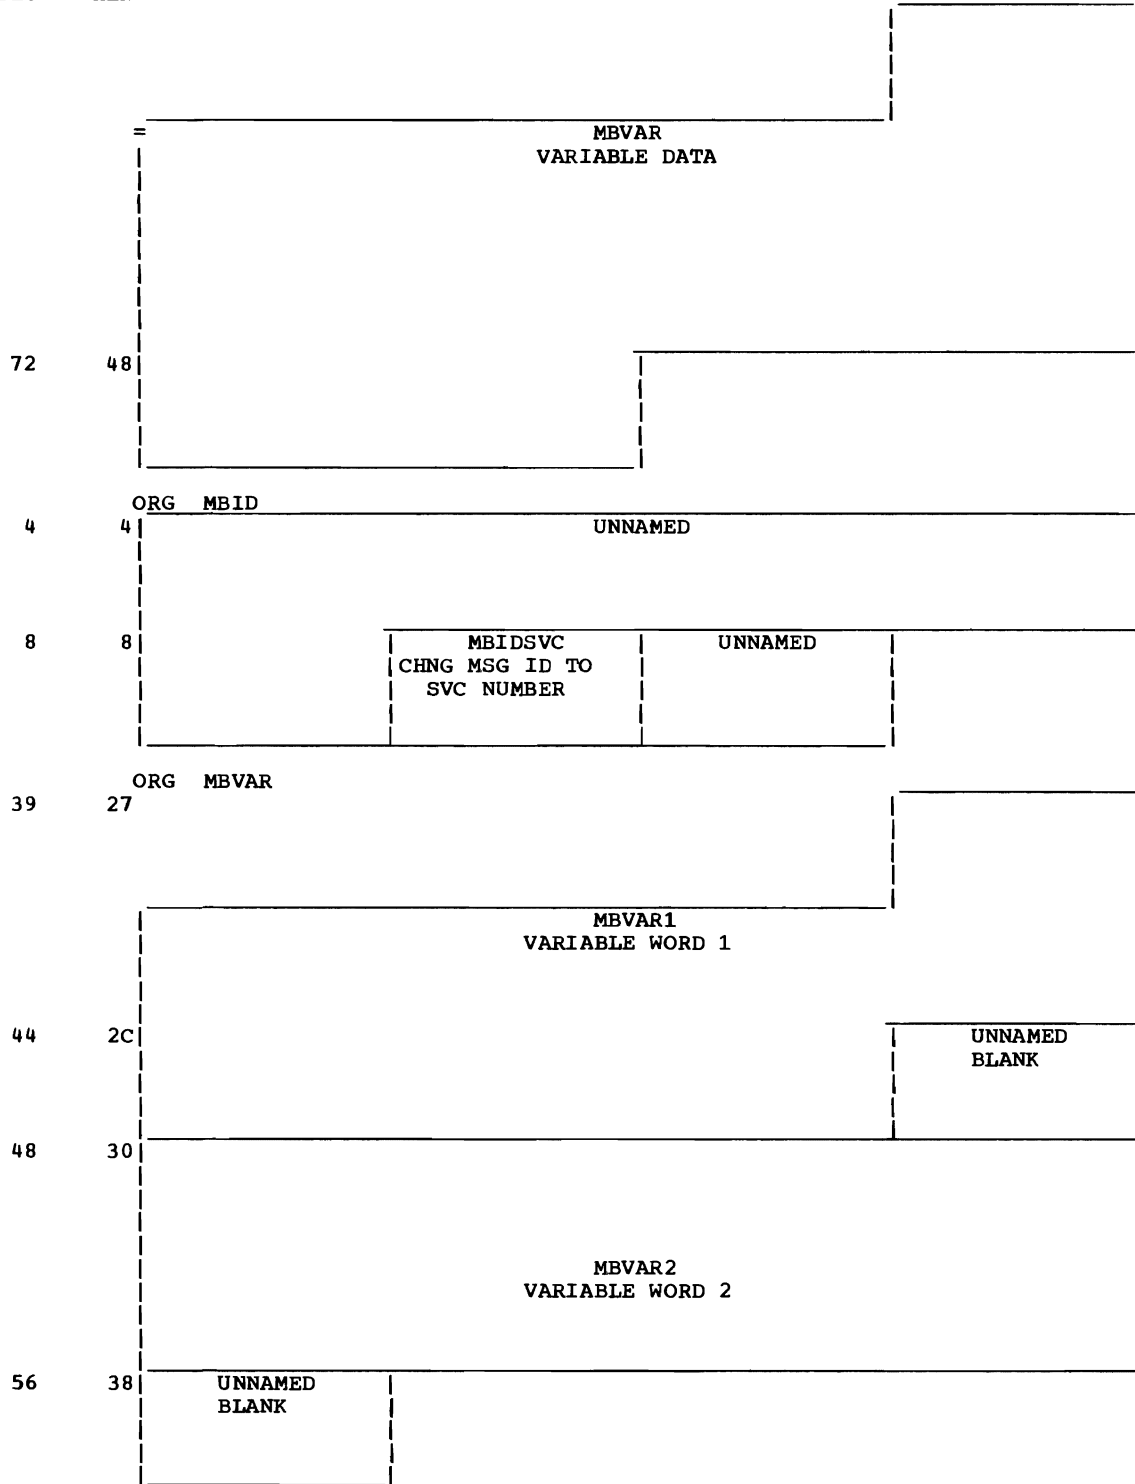 =
MBVAR
VARIABLE DATA
72 48
ORG MBID
4 4 UNNAMED
8 8 MBIDSVC UNNAMED
CHNG MSG ID TO
SVC NUMBER
ORG MBVAR
39 27
MBVAR1
VARIABLE WORD 1
44 2C UNNAMED
BLANK
48 30
MBVAR2
VARIABLE WORD 2
56 38 UNNAMED
BLANK